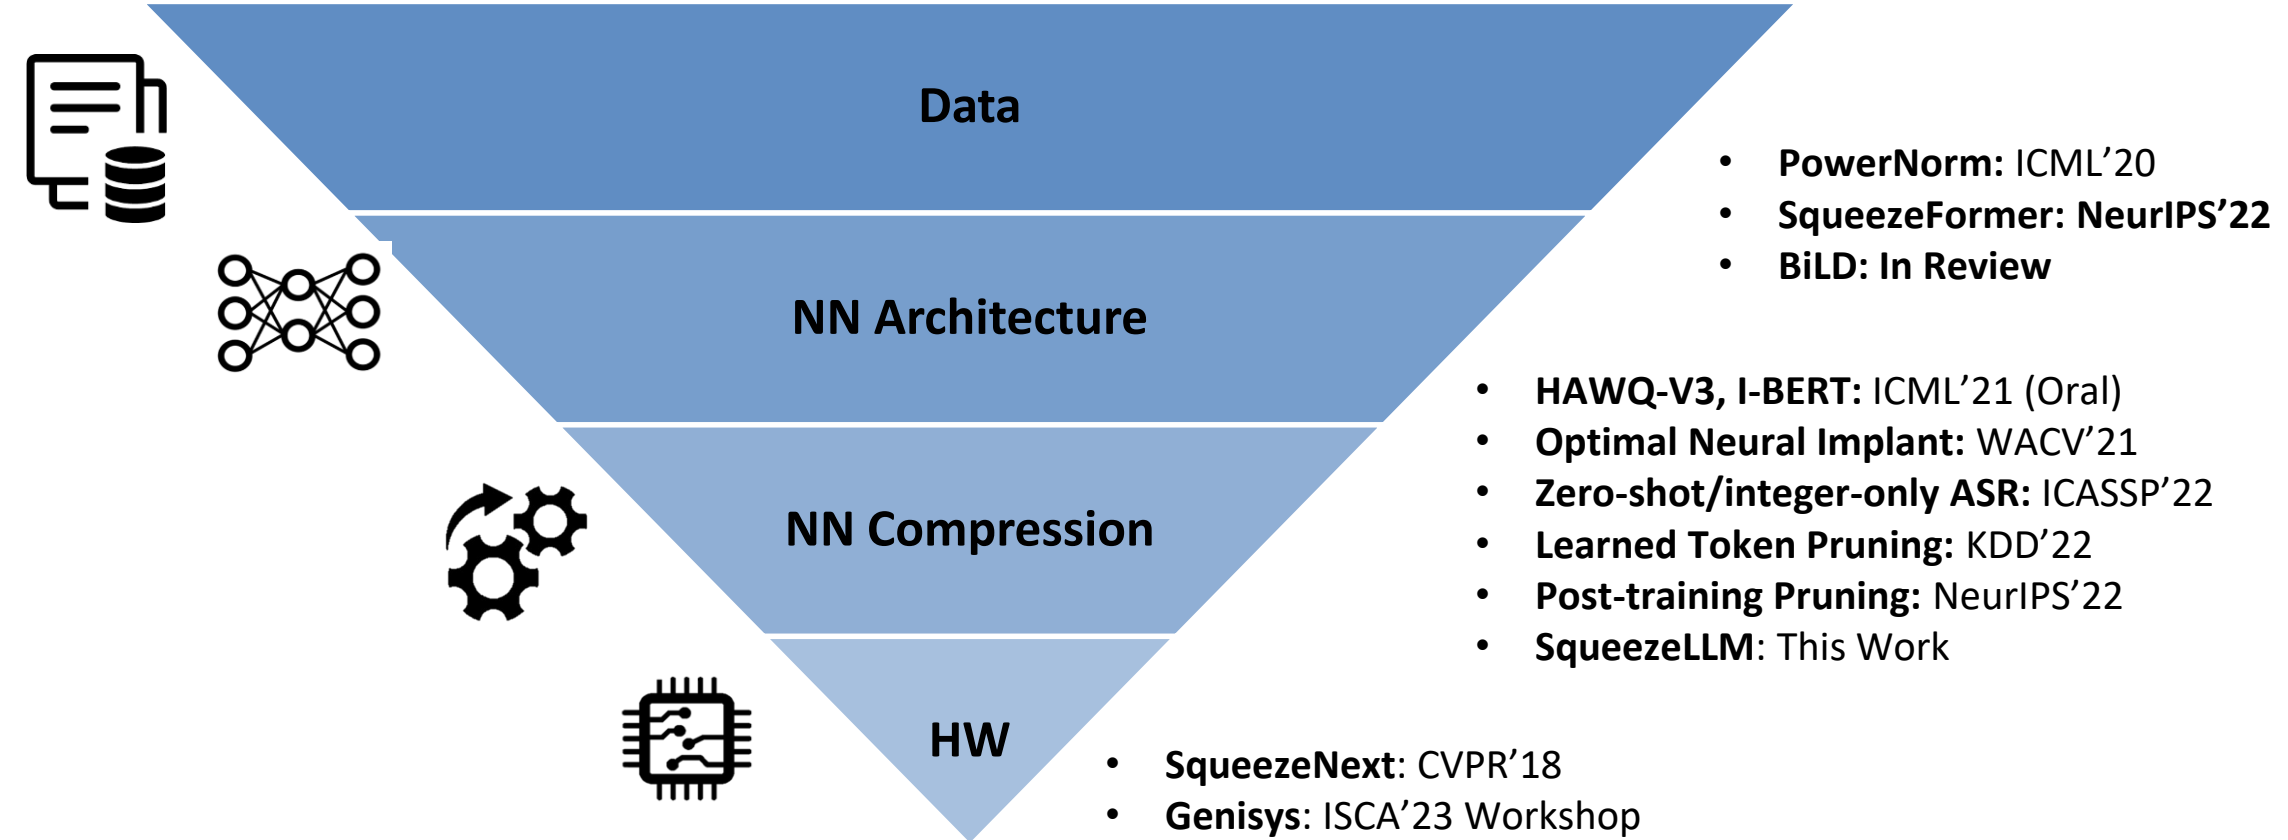 Data
• PowerNorm: ICML’20
• SqueezeFormer: NeurIPS’22
• BiLD: In Review
NN Architecture
• HAWQ-V3, I-BERT: ICML’21 (Oral)
• Optimal Neural Implant: WACV’21
• Zero-shot/integer-only ASR: ICASSP’22
• Learned Token Pruning: KDD’22
• Post-training Pruning: NeurIPS’22
• SqueezeLLM: This Work
NN Compression
HW
• SqueezeNext: CVPR’18
• Genisys: ISCA’23 Workshop